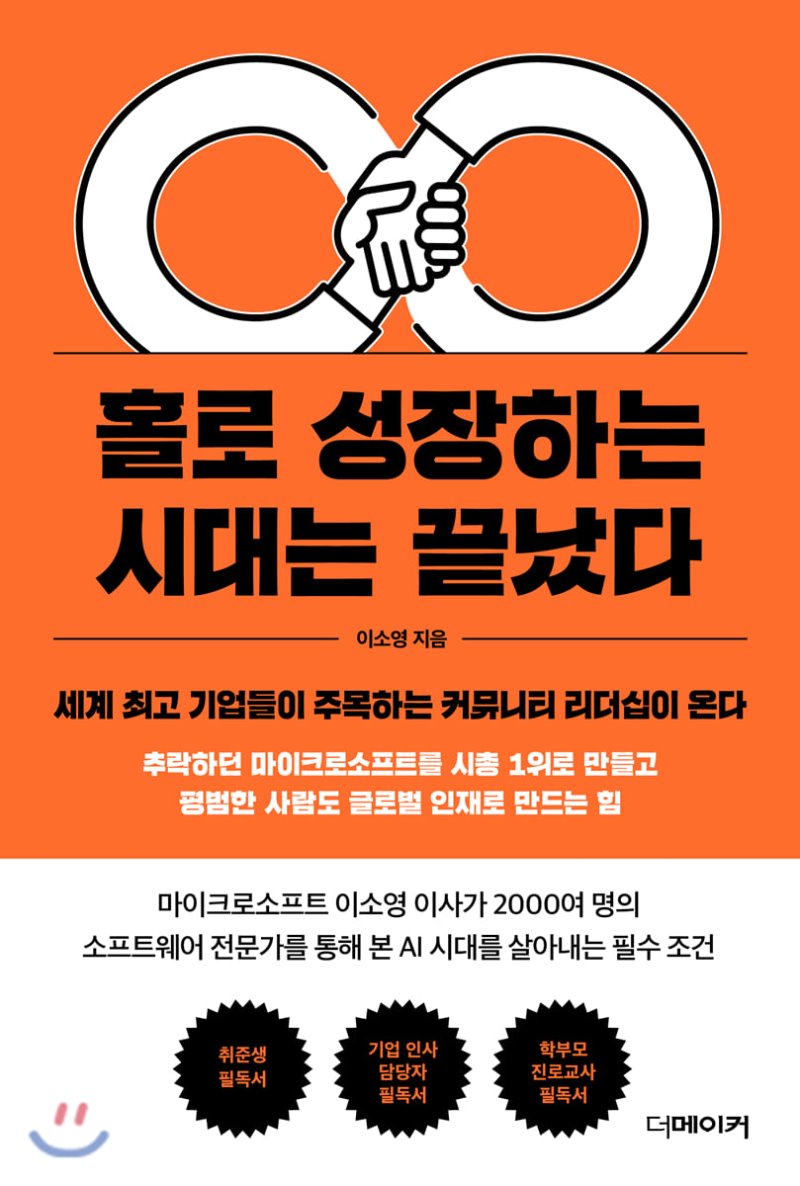 홀로 성장하는
시대는 끝났다
이소영 지음
세계 최고 기업들이 주목하는 커뮤니티 리더십이 온다
추락하던 마이크로소프트를 시총 1위로 만들고
평범한 사람도 글로벌 인재로 만드는 힘
마이크로소프트 이소영 이사가 2000여 명의
소프트웨어 전문가를 통해 본 AI 시대를 살아내는 필수 조건
취준생
필독서
기업 인사
담당자
필독서
학부모
진로교사
필독서
더메이커